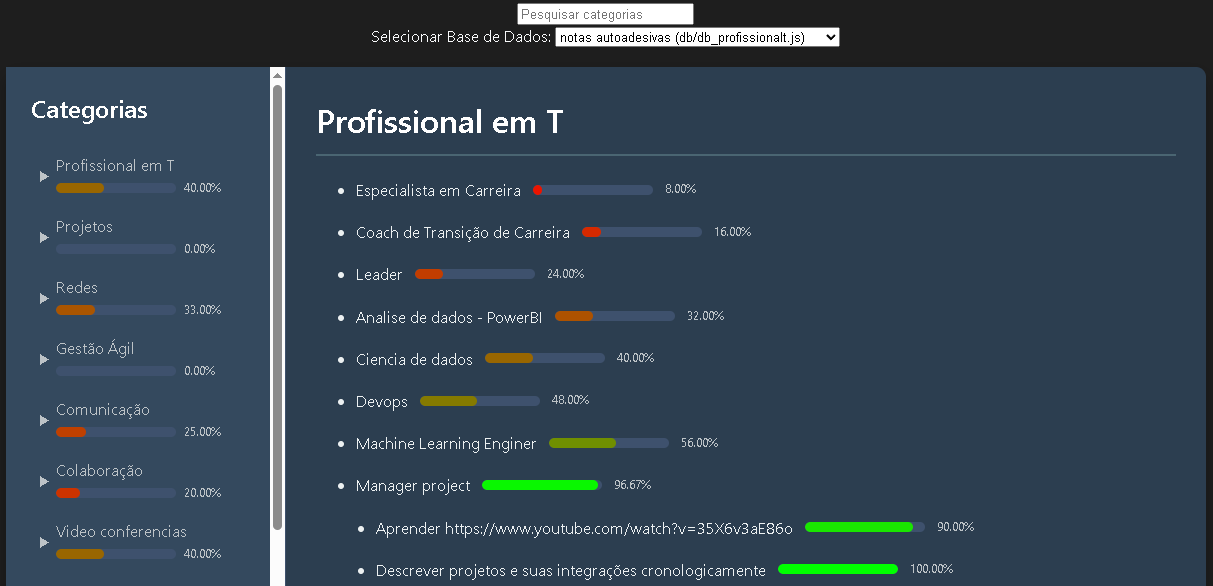 Pesquisar categorias
Selecionar Base de Dados: notas autoadesivas (db/db_profissionalt.js)
Categorias
Profissional em T
40.00%
Projetos
0.00%
Redes
33.00%
Gestão Ágil
0.00%
Comunicação
25.00%
Colaboração
20.00%
Video conferencias
40.00%
Profissional em T
Especialista em Carreira 8.00%
Coach de Transição de Carreira 16.00%
Leader 24.00%
Analise de dados - PowerBI 32.00%
Ciencia de dados 40.00%
Devops 48.00%
Machine Learning Enginer 56.00%
Manager project 96.67%
Aprender https://www.youtube.com/watch?v=35X6v3aE86o 90.00%
Descrever projetos e suas integrações cronologicamente 100.00%